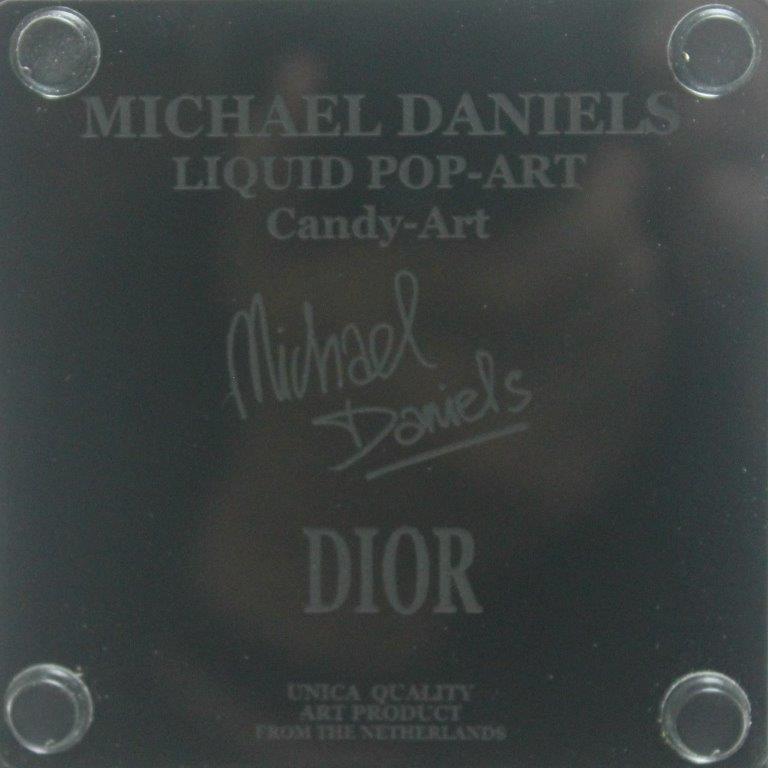 MICHAEL DANIELS
LIQUID POP-ART
Candy-Art
Michael
Daniels
DIOR
UNICA QUALITY
ART PRODUCT
FROM THE NETHERLANDS